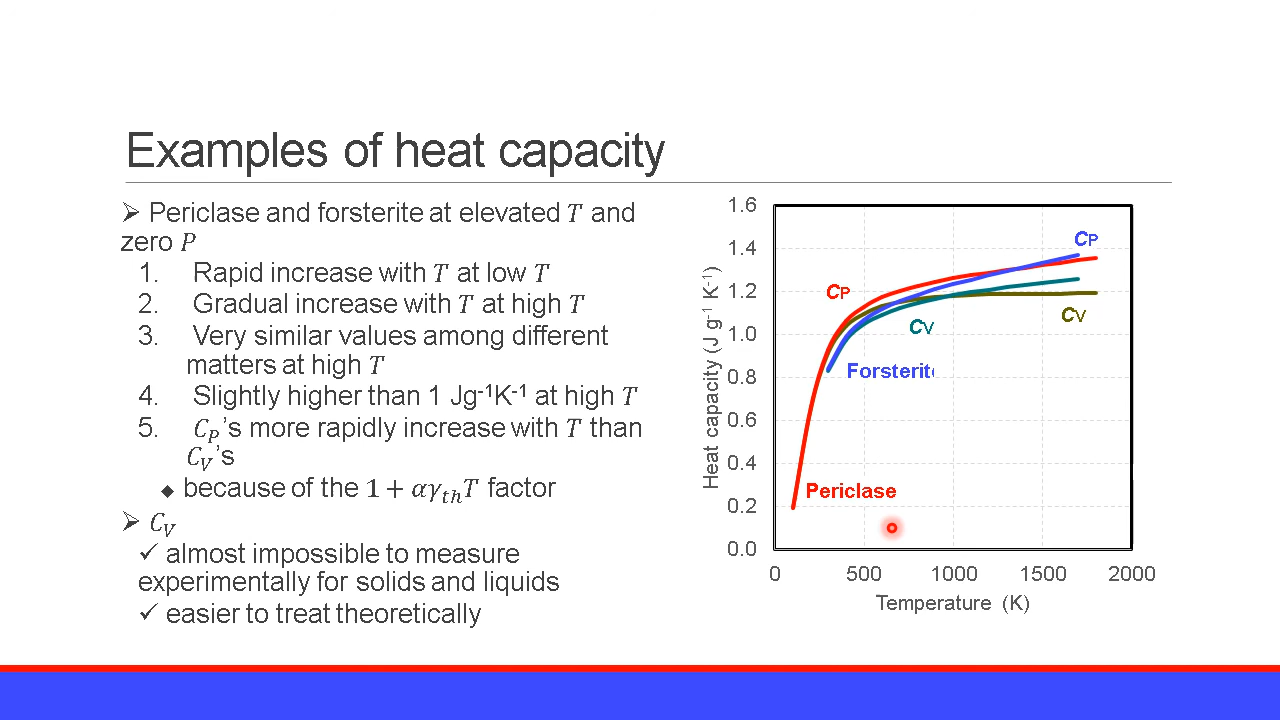 Examples of heat capacity
➢ Periclase and forsterite at elevated 𝑇 and
zero 𝑃
1. Rapid increase with 𝑇 at low 𝑇
2. Gradual increase with 𝑇 at high 𝑇
3. Very similar values among different
matters at high 𝑇
4. Slightly higher than 1 Jg⁻¹K⁻¹ at high 𝑇
5. 𝐶𝑃's more rapidly increase with 𝑇 than
𝐶𝑉's
◆ because of the 1 + 𝛼𝛾𝑡ℎ𝑇 factor
➢ 𝐶𝑉
✓ almost impossible to measure
experimentally for solids and liquids
✓ easier to treat theoretically
Heat capacity (J g⁻¹ K⁻¹)
1.6
1.4
1.2
1.0
0.8
0.6
0.4
0.2
0.0
CP
CP
CV
CV
Forsterite
Periclase
0 500 1000 1500 2000
Temperature (K)